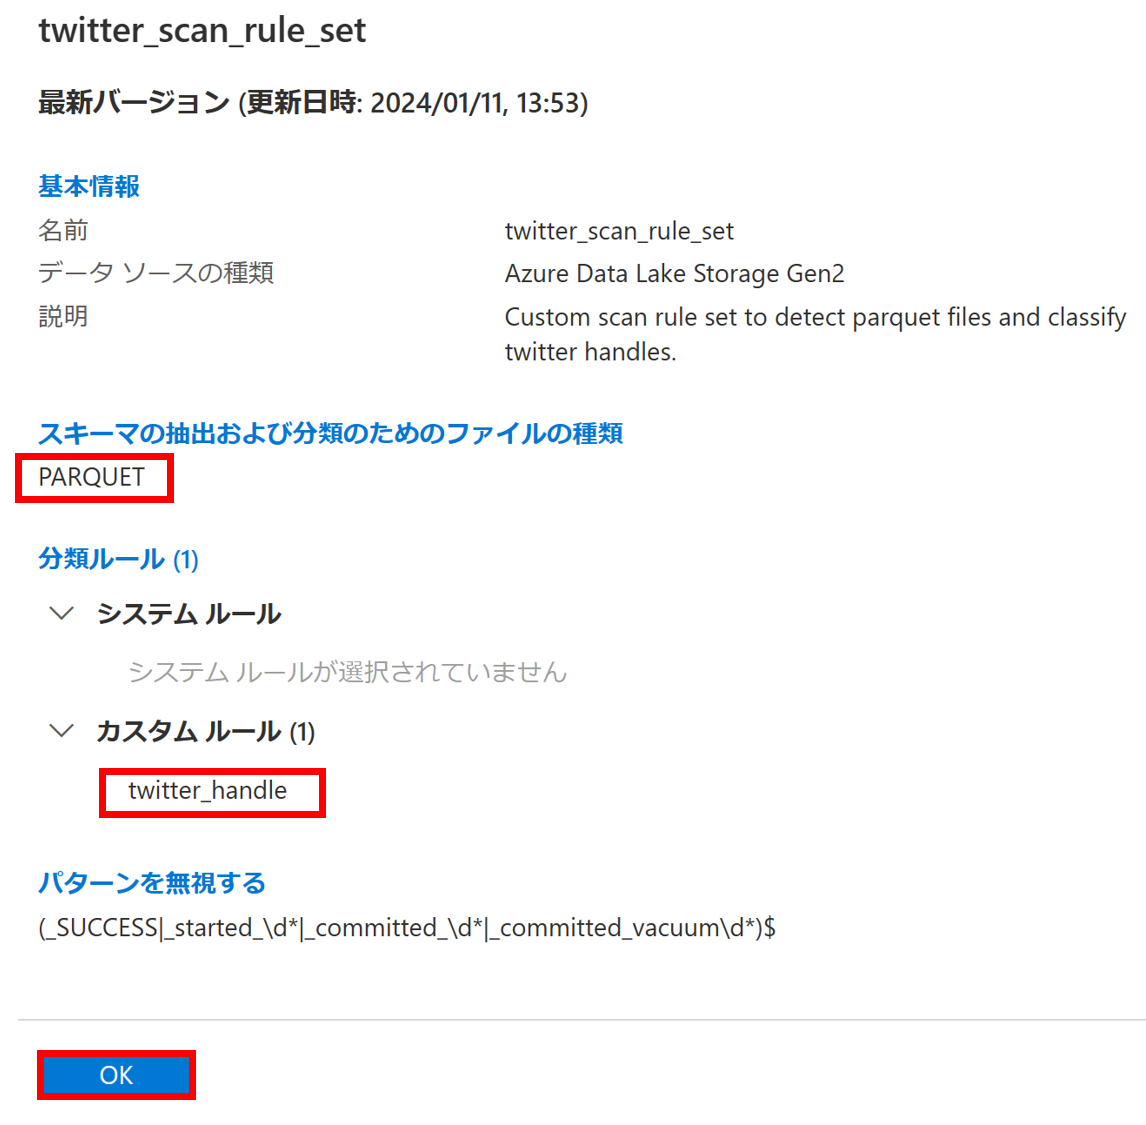 twitter_scan_rule_set
最新バージョン (更新日時: 2024/01/11, 13:53)
基本情報
名前 twitter_scan_rule_set
データ ソースの種類 Azure Data Lake Storage Gen2
説明 Custom scan rule set to detect parquet files and classify
twitter handles.
スキーマの抽出および分類のためのファイルの種類
PARQUET
分類ルール (1)
システム ルール
システム ルールが選択されていません
カスタム ルール (1)
twitter_handle
パターンを無視する
(_SUCCESS|_started_\d*|_committed_\d*|_committed_vacuum\d*)$
OK